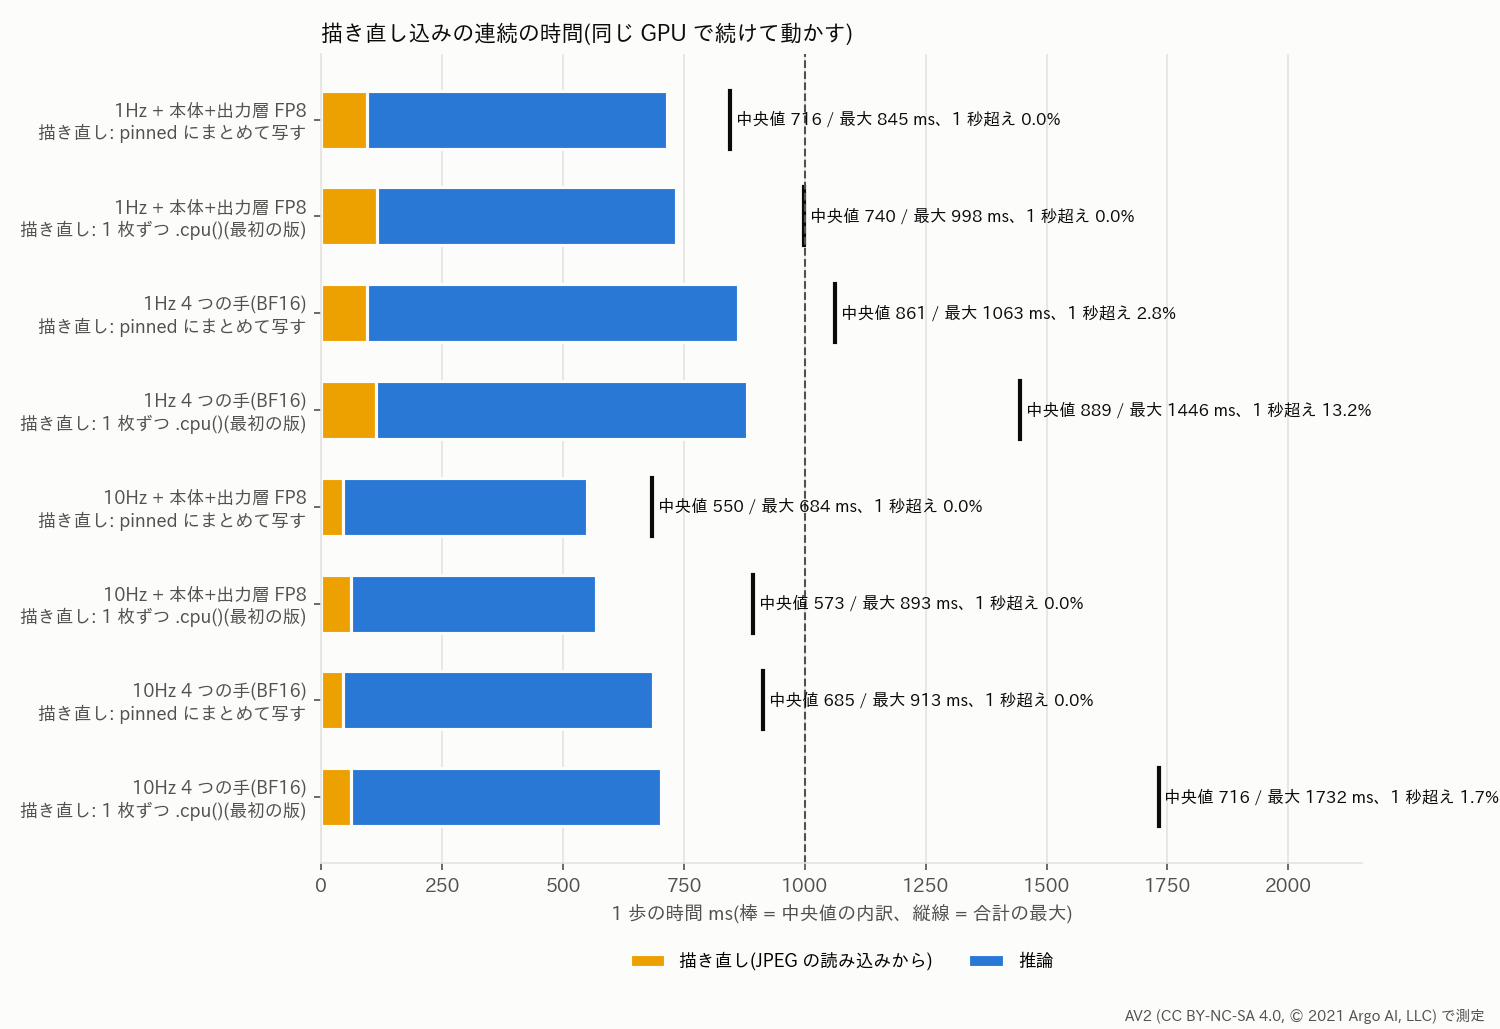 描き直し込みの連続の時間(同じ GPU で続けて動かす)
1Hz + 本体+出力層 FP8
描き直し: pinned にまとめて写す
中央値 716 / 最大 845 ms、1 秒超え 0.0%
1Hz + 本体+出力層 FP8
描き直し: 1 枚ずつ .cpu()(最初の版)
中央値 740 / 最大 998 ms、1 秒超え 0.0%
1Hz 4 つの手(BF16)
描き直し: pinned にまとめて写す
中央値 861 / 最大 1063 ms、1 秒超え 2.8%
1Hz 4 つの手(BF16)
描き直し: 1 枚ずつ .cpu()(最初の版)
中央値 889 / 最大 1446 ms、1 秒超え 13.2%
10Hz + 本体+出力層 FP8
描き直し: pinned にまとめて写す
中央値 550 / 最大 684 ms、1 秒超え 0.0%
10Hz + 本体+出力層 FP8
描き直し: 1 枚ずつ .cpu()(最初の版)
中央値 573 / 最大 893 ms、1 秒超え 0.0%
10Hz 4 つの手(BF16)
描き直し: pinned にまとめて写す
中央値 685 / 最大 913 ms、1 秒超え 0.0%
10Hz 4 つの手(BF16)
描き直し: 1 枚ずつ .cpu()(最初の版)
中央値 716 / 最大 1732 ms、1 秒超え 1.7%
0 250 500 750 1000 1250 1500 1750 2000
1 歩の時間 ms(棒 = 中央値の内訳、縦線 = 合計の最大)
描き直し(JPEG の読み込みから) 推論
AV2 (CC BY-NC-SA 4.0, © 2021 Argo AI, LLC) で測定